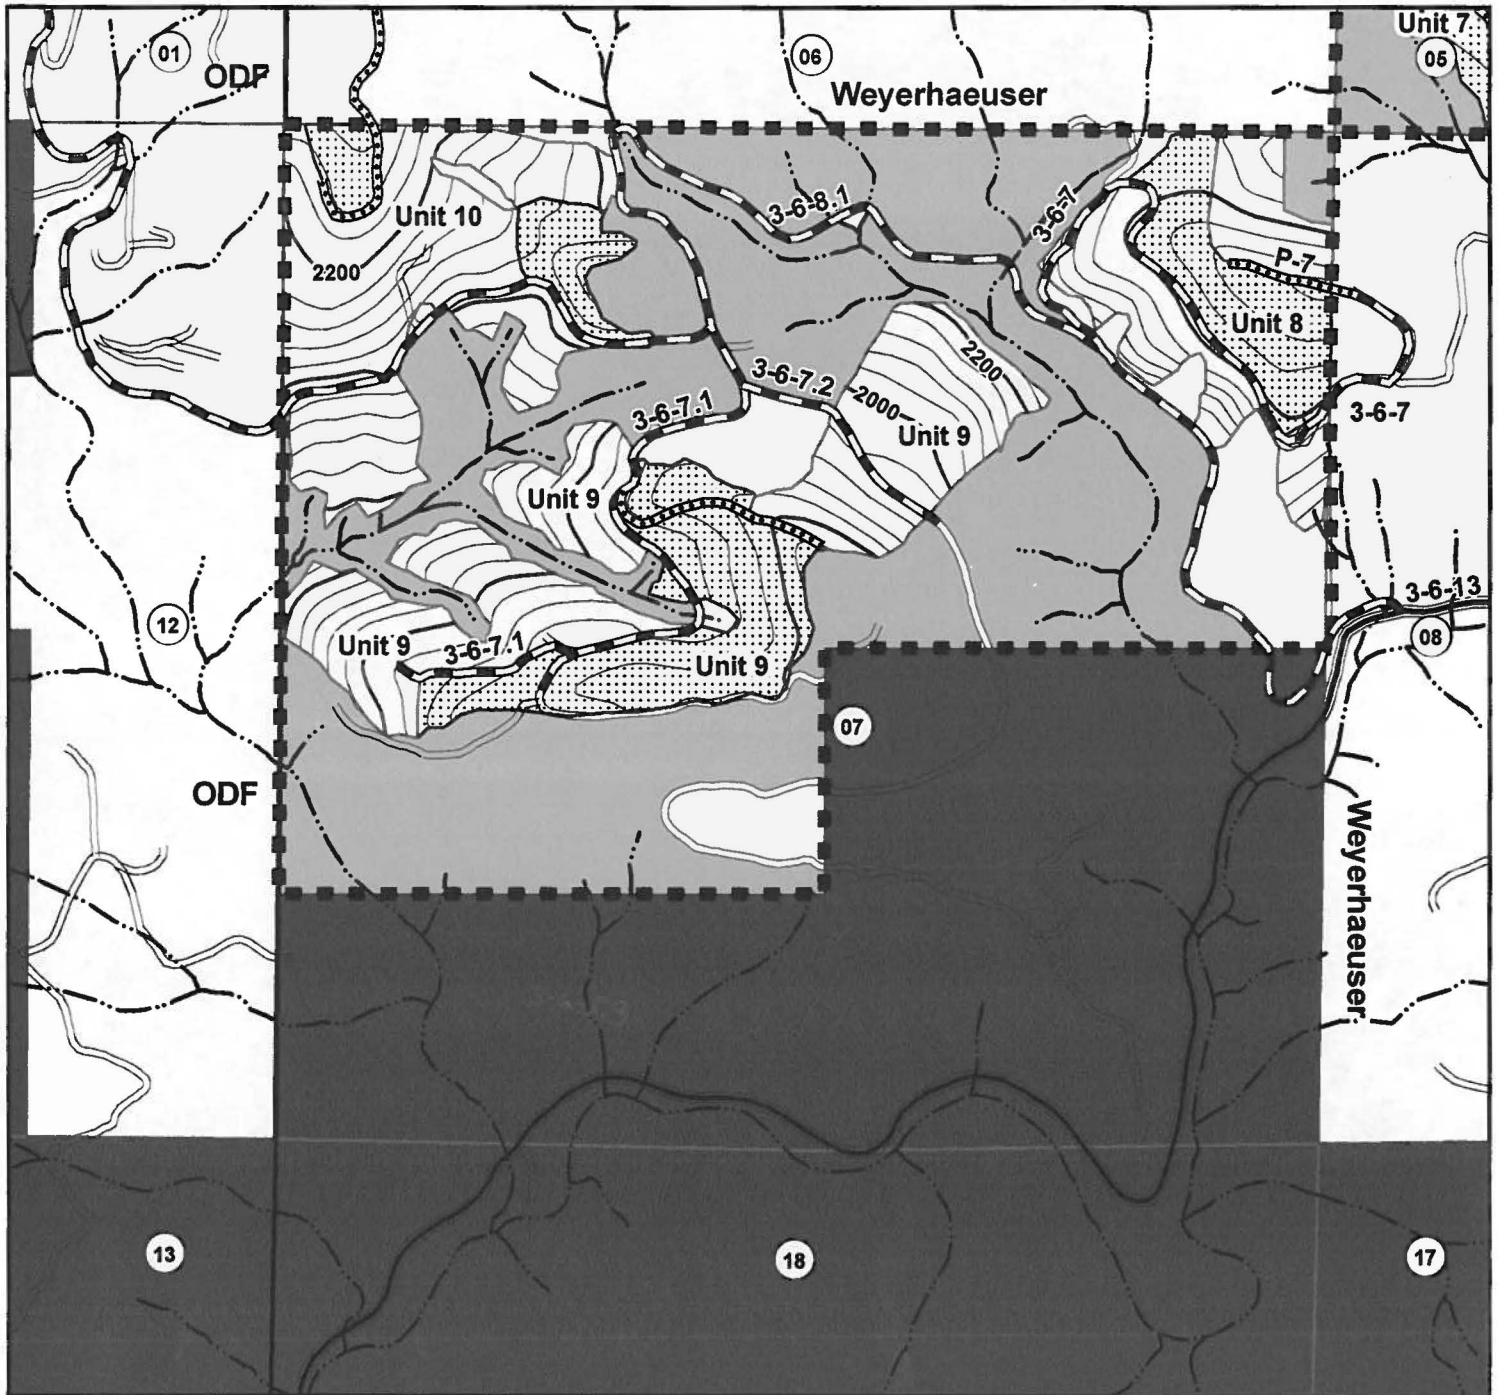 Unit 7
01
06
05
ODF
Weyerhaeuser
3-6-8.1
3-6-7
Unit 10
2200
P-7
Unit 8
2200
3-6-7.2
2000
3-6-7.1
3-6-7
Unit 9
Unit 9
3-6-13
12
08
Unit 9
3-6-7.1
Unit 9
07
ODF
Weyerhaeuser
13
18
17